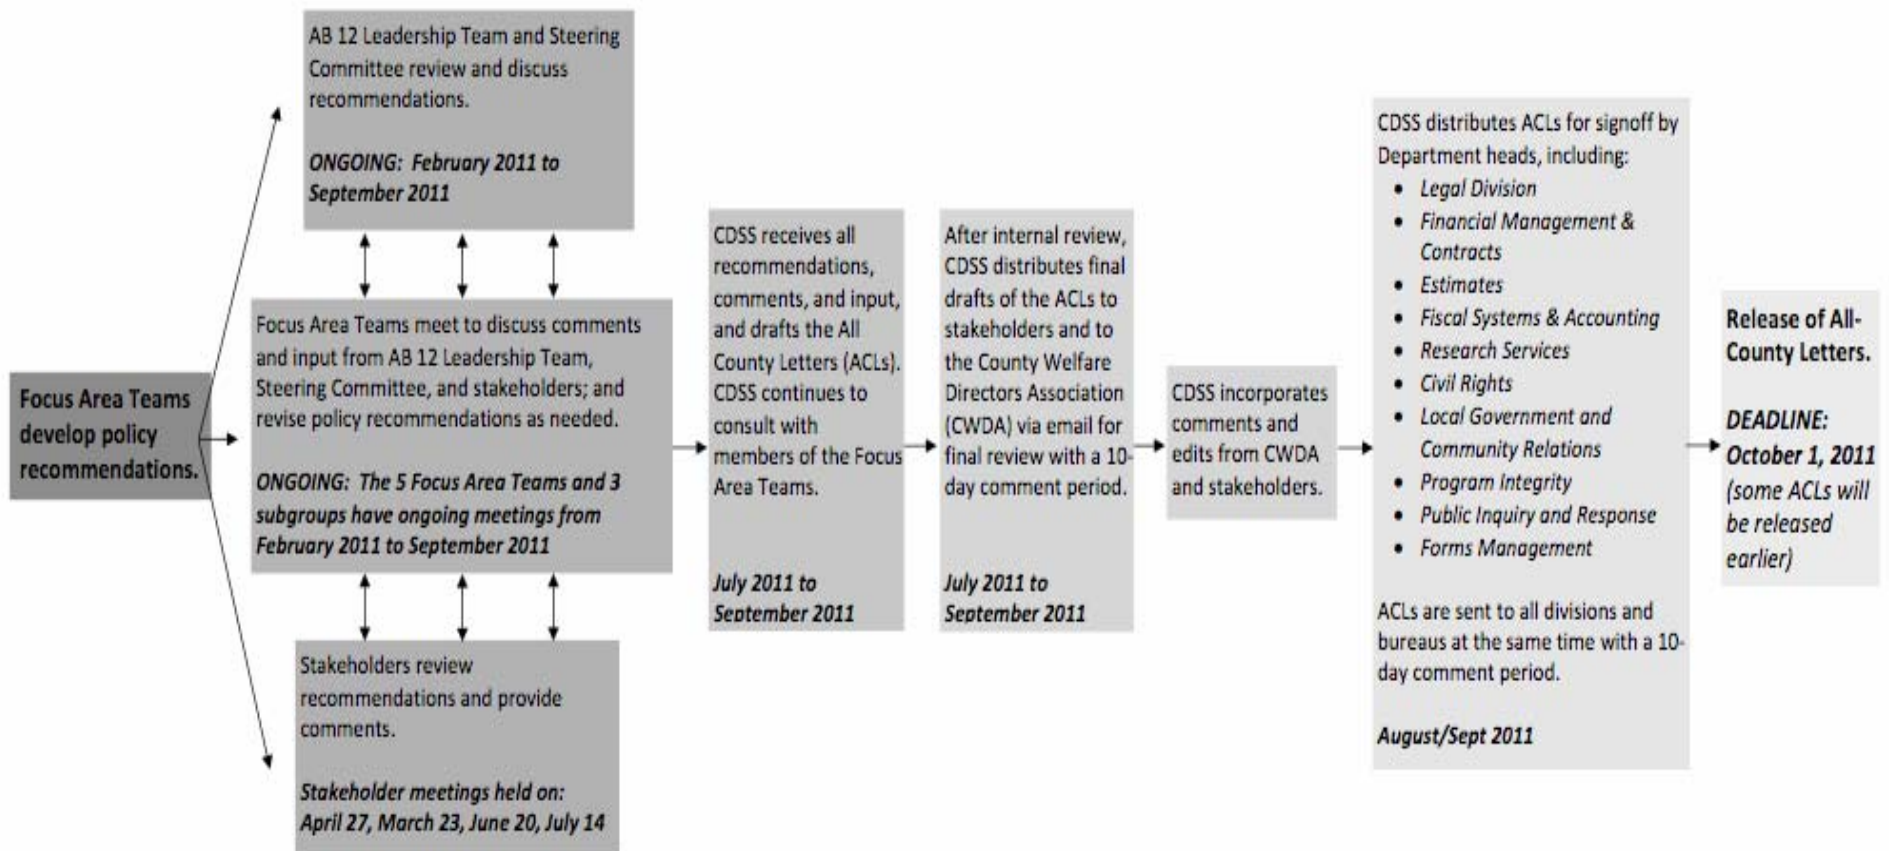 Focus Area Teams
develop policy
recommendations.
AB 12 Leadership Team and Steering
Committee review and discuss
recommendations.
ONGOING: February 2011 to
September 2011
Focus Area Teams meet to discuss comments
and input from AB 12 Leadership Team,
Steering Committee, and stakeholders; and
revise policy recommendations as needed.
ONGOING: The 5 Focus Area Teams and 3
subgroups have ongoing meetings from
February 2011 to September 2011
Stakeholders review
recommendations and provide
comments.
Stakeholder meetings held on:
April 27, March 23, June 20, July 14
CDSS receives all
recommendations,
comments, and input,
and drafts the All
County Letters (ACLs).
CDSS continues to
consult with
members of the Focus
Area Teams.
July 2011 to
September 2011
After internal review,
CDSS distributes final
drafts of the ACLs to
stakeholders and to
the County Welfare
Directors Association
(CWDA) via email for
final review with a 10-
day comment period.
July 2011 to
September 2011
CDSS incorporates
comments and
edits from CWDA
and stakeholders.
CDSS distributes ACLs for signoff by
Department heads, including:
• Legal Division
• Financial Management &
Contracts
• Estimates
• Fiscal Systems & Accounting
• Research Services
• Civil Rights
• Local Government and
Community Relations
• Program Integrity
• Public Inquiry and Response
• Forms Management
ACLs are sent to all divisions and
bureaus at the same time with a 10-
day comment period.
August/Sept 2011
Release of All-
County Letters.
DEADLINE:
October 1, 2011
(some ACLs will
be released
earlier)